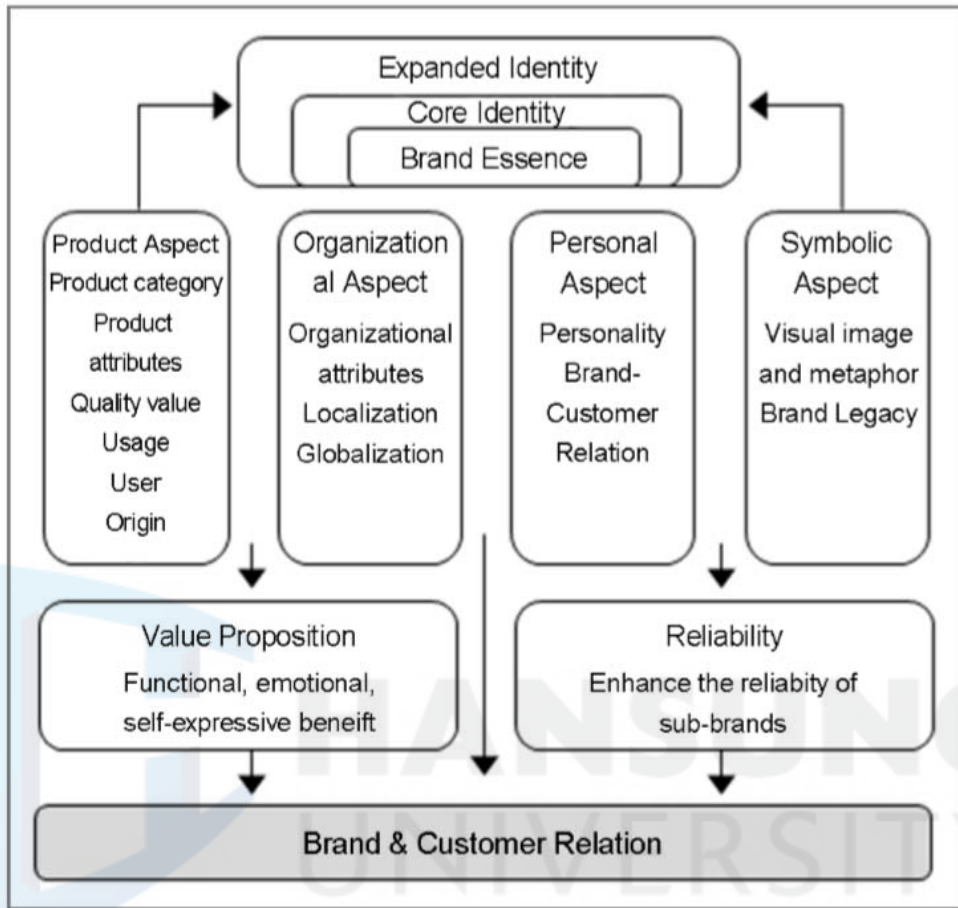 Expanded Identity
Core Identity
Brand Essence
Product Aspect
Product category
Product
attributes
Quality value
Usage
User
Origin
Organization
al Aspect
Organizational
attributes
Localization
Globalization
Personal
Aspect
Personality
Brand-
Customer
Relation
Symbolic
Aspect
Visual image
and metaphor
Brand Legacy
Value Proposition
Functional, emotional,
self-expressive beneift
Reliability
Enhance the reliabity of
sub-brands
Brand & Customer Relation
HANSUNG
UNIVERSITY